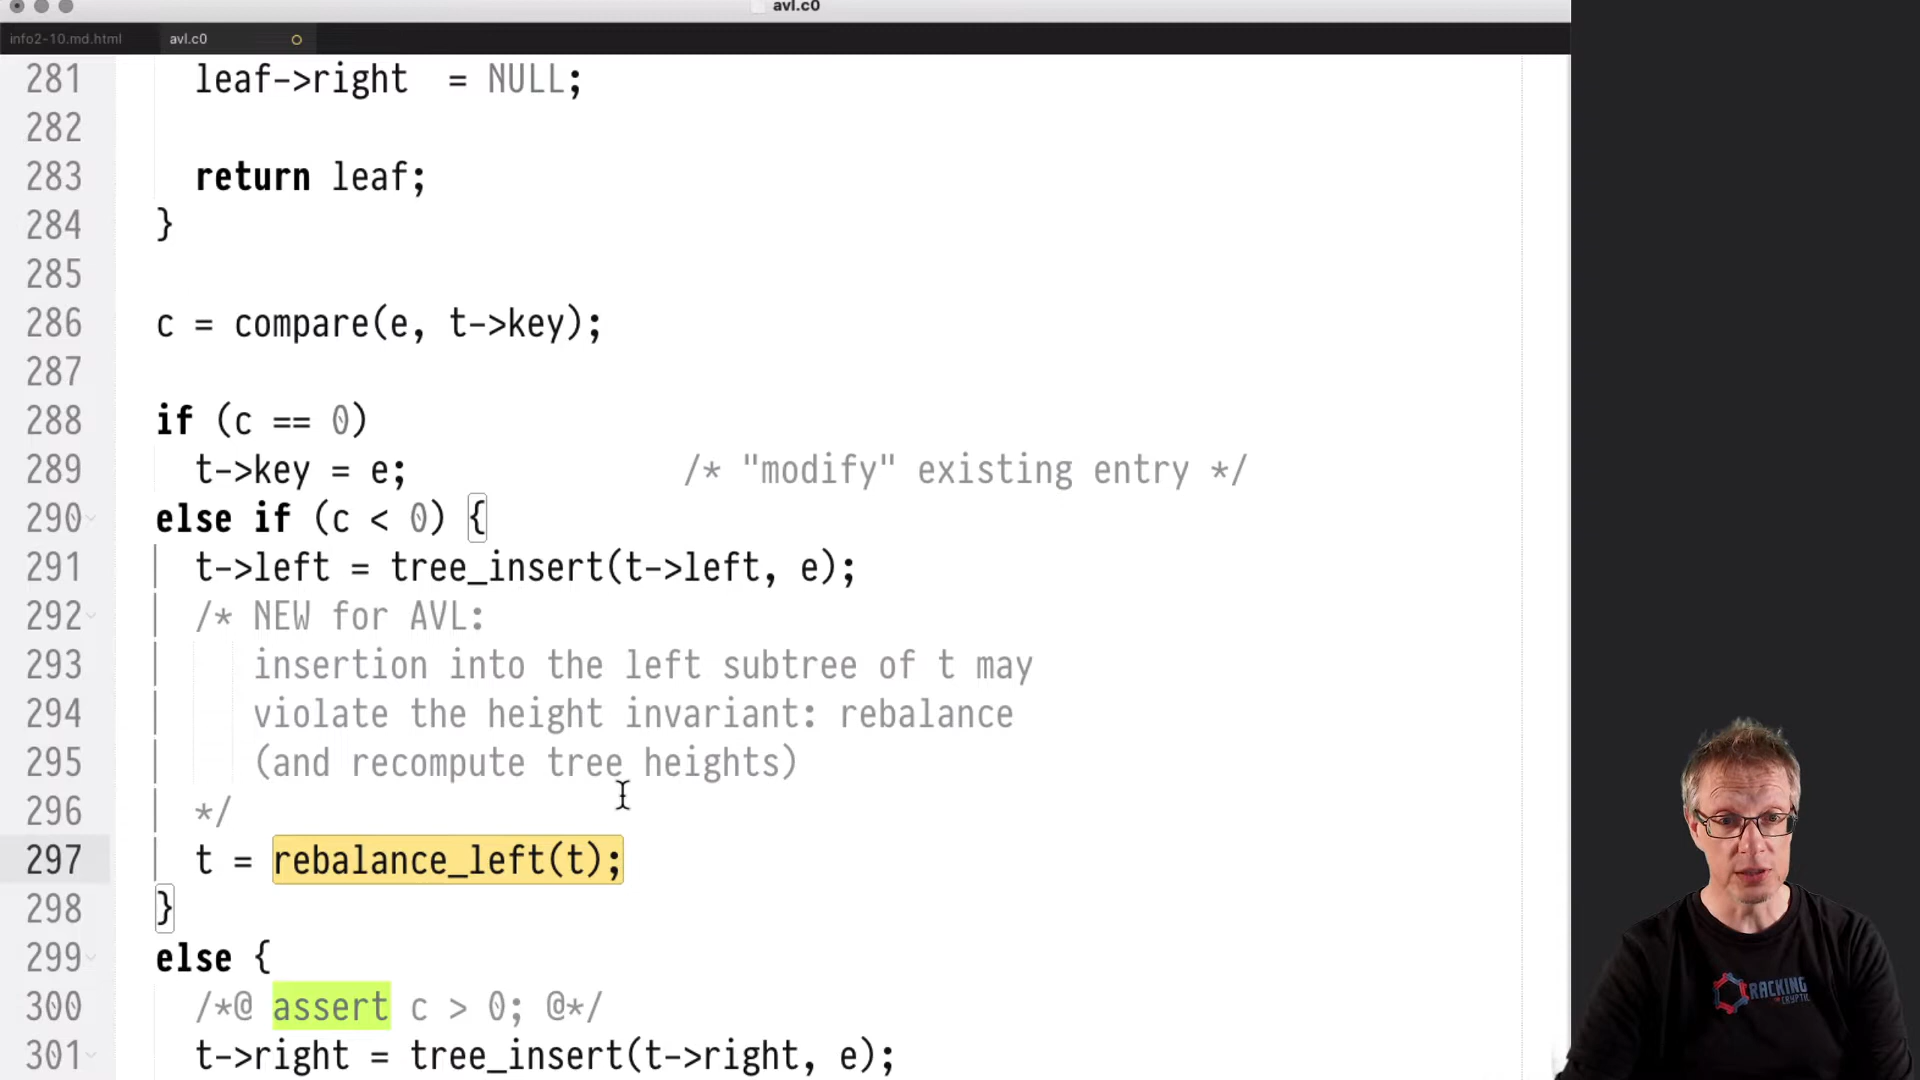 avl.c0
info2-10.md.html avl.c0
281 leaf->right = NULL;
282
283 return leaf;
284 }
285
286 c = compare(e, t->key);
287
288 if (c == 0)
289 t->key = e; /* "modify" existing entry */
290 else if (c < 0) {
291 t->left = tree_insert(t->left, e);
292 /* NEW for AVL:
293 insertion into the left subtree of t may
294 violate the height invariant: rebalance
295 (and recompute tree heights)
296 */
297 t = rebalance_left(t);
298 }
299 else {
300 /*@ assert c > 0; @*/
301 t->right = tree_insert(t->right, e);
RACKING
THE CRYPTIC